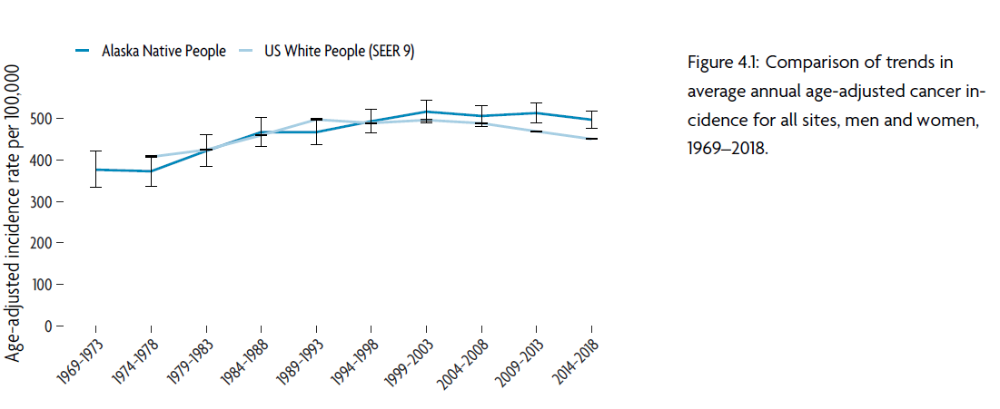 Alaska Native People
US White People (SEER 9)
Age-adjusted incidence rate per 100,000
500
400
300
200
100
0
1969-1973
1974-1978
1979-1983
1984-1988
1989-1993
1994-1998
1999-2003
2004-2008
2009-2013
2014-2018
Figure 4.1: Comparison of trends in
average annual age-adjusted cancer in-
cidence for all sites, men and women,
1969–2018.